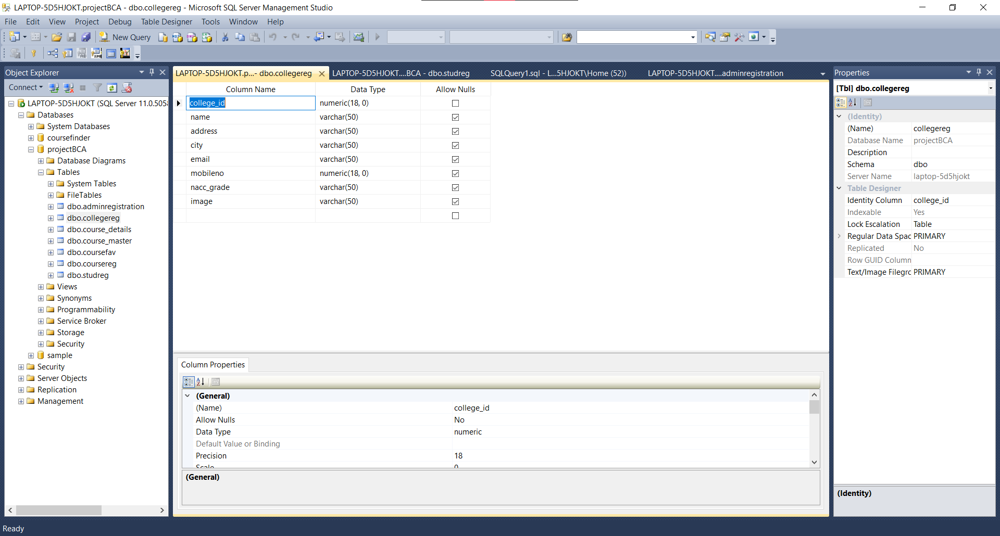 LAPTOP-5D5HJOKT.projectBCA - dbo.collegereg - Microsoft SQL Server Management Studio
File Edit View Project Debug Table Designer Tools Window Help
New Query
Object Explorer
Connect
LAPTOP-5D5HJOKT (SQL Server 11.0.5058
Databases
System Databases
coursefinder
projectBCA
Database Diagrams
Tables
System Tables
FileTables
dbo.adminregistration
dbo.collegereg
dbo.course_details
dbo.course_master
dbo.coursefav
dbo.coursereg
dbo.studreg
Views
Synonyms
Programmability
Service Broker
Storage
Security
sample
Security
Server Objects
Replication
Management
LAPTOP-5D5HJOKT.p...- dbo.collegereg LAPTOP-5D5HJOKT....BCA - dbo.studreg SQLQuery1.sql - L...5HJOKT\Home (52)) LAPTOP-5D5HJOKT....adminregistration
Column Name Data Type Allow Nulls
college_id numeric(18, 0)
name varchar(50)
address varchar(50)
city varchar(50)
email varchar(50)
mobileno numeric(18, 0)
nacc_grade varchar(50)
image varchar(50)
Column Properties
(General)
(Name) college_id
Allow Nulls No
Data Type numeric
Default Value or Binding
Precision 18
Scale 0
(General)
Properties
[Tbl] dbo.collegereg
(Identity)
(Name) collegereg
Database Name projectBCA
Description
Schema dbo
Server Name laptop-5d5hjokt
Table Designer
Identity Column college_id
Indexable Yes
Lock Escalation Table
Regular Data Spac PRIMARY
Replicated No
Row GUID Column
Text/Image Filegrc PRIMARY
(Identity)
Ready